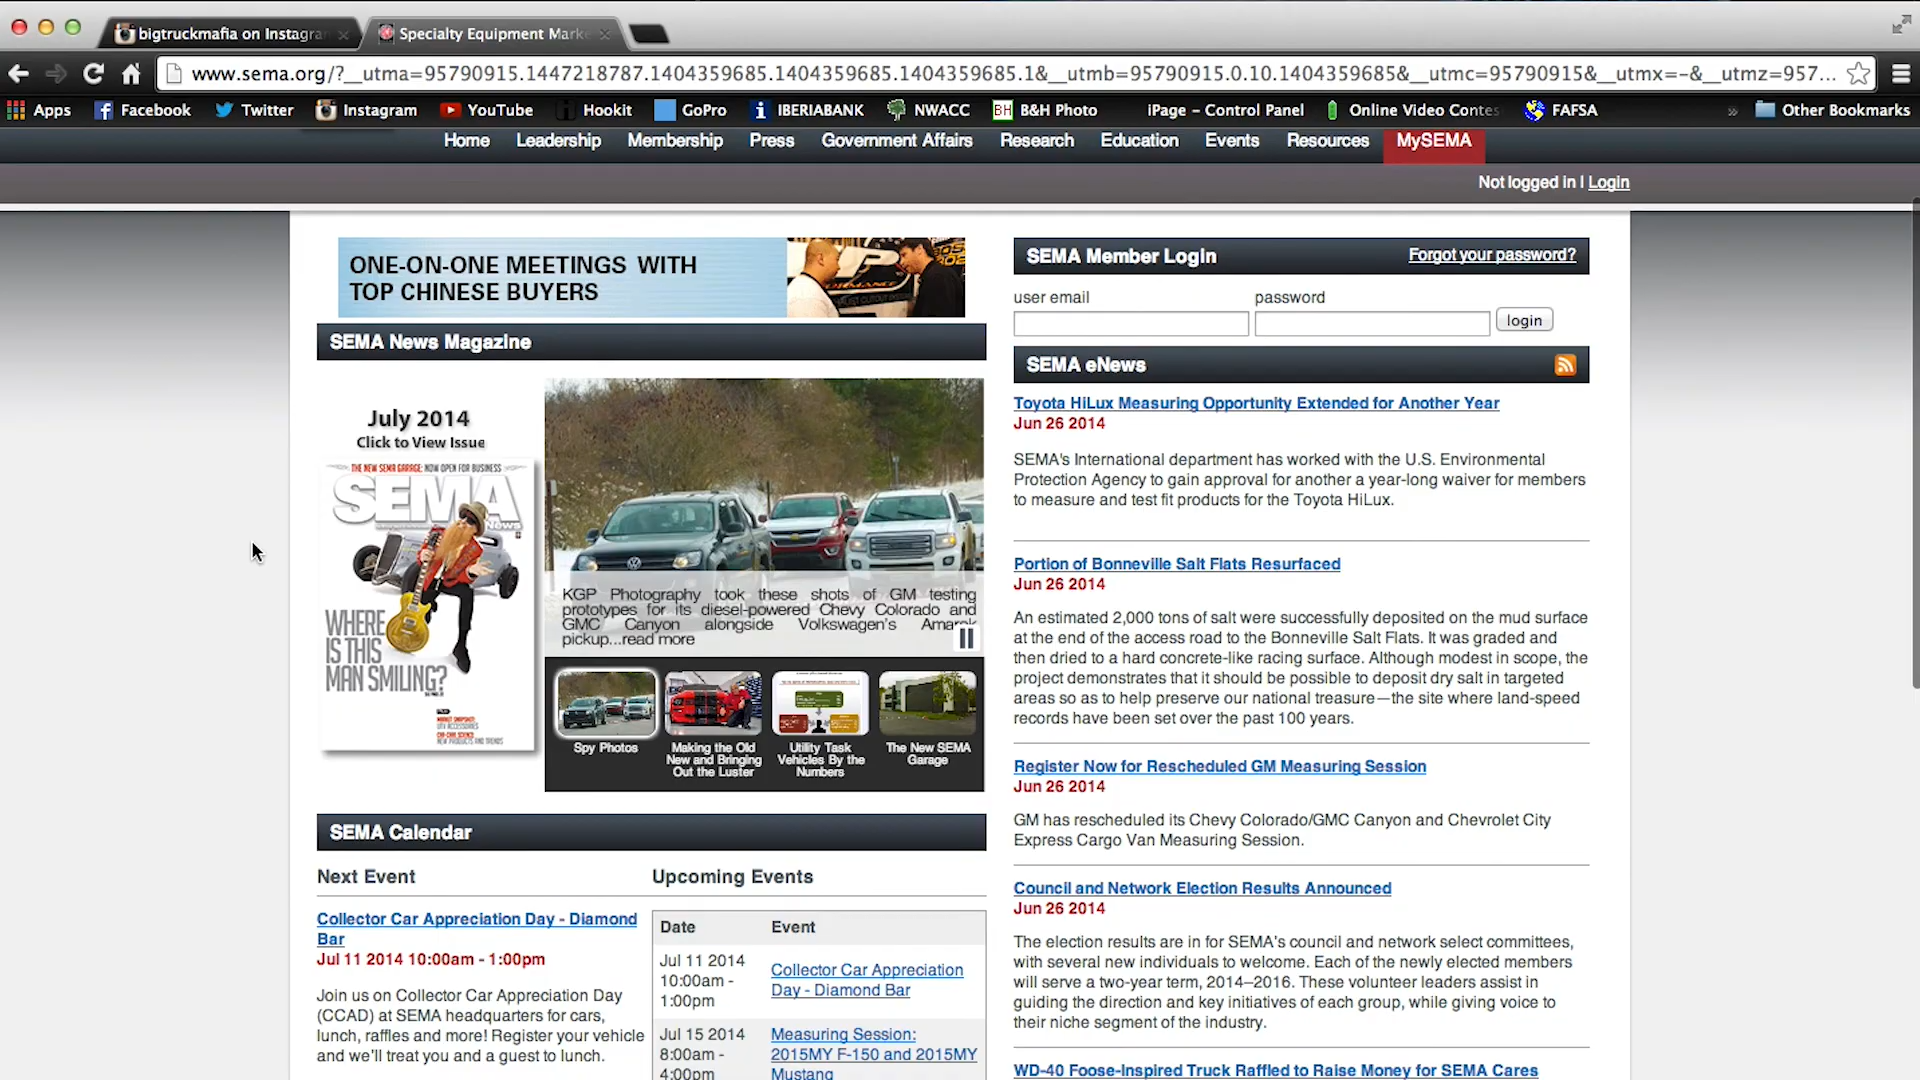 bigtruckmafia on Instagra
Specialty Equipment Marke
www.sema.org/?__utma=95790915.1447218787.1404359685.1404359685.1404359685.1&__utmb=95790915.0.10.1404359685&__utmc=95790915&__utmx=-&__utmz=957...
Apps Facebook Twitter Instagram YouTube Hookit GoPro IBERIABANK NWACC BH B&H Photo iPage – Control Panel Online Video Contes FAFSA » Other Bookmarks
Home Leadership Membership Press Government Affairs Research Education Events Resources MySEMA
Not logged in | Login
ONE-ON-ONE MEETINGS WITH
TOP CHINESE BUYERS
SEMA News Magazine
July 2014
Click to View Issue
THE NEW SEMA GARAGE: NOW OPEN FOR BUSINESS
SEMA
News
WHERE
IS THIS
MAN SMILING?
KGP Photography took these shots of GM testing
prototypes for its diesel-powered Chevy Colorado and
GMC Canyon alongside Volkswagen's Amarok
pickup...read more
Spy Photos
Making the Old
New and Bringing
Out the Luster
Utility Task
Vehicles By the
Numbers
The New SEMA
Garage
SEMA Calendar
Next Event
Collector Car Appreciation Day - Diamond
Bar
Jul 11 2014 10:00am - 1:00pm
Join us on Collector Car Appreciation Day
(CCAD) at SEMA headquarters for cars,
lunch, raffles and more! Register your vehicle
and we'll treat you and a guest to lunch.
Upcoming Events
Date Event
Jul 11 2014
10:00am -
1:00pm
Collector Car Appreciation
Day - Diamond Bar
Jul 15 2014
8:00am -
4:00pm
Measuring Session:
2015MY F-150 and 2015MY
Mustang
SEMA Member Login Forgot your password?
user email password
login
SEMA eNews
Toyota HiLux Measuring Opportunity Extended for Another Year
Jun 26 2014
SEMA's International department has worked with the U.S. Environmental
Protection Agency to gain approval for another a year-long waiver for members
to measure and test fit products for the Toyota HiLux.
Portion of Bonneville Salt Flats Resurfaced
Jun 26 2014
An estimated 2,000 tons of salt were successfully deposited on the mud surface
at the end of the access road to the Bonneville Salt Flats. It was graded and
then dried to a hard concrete-like racing surface. Although modest in scope, the
project demonstrates that it should be possible to deposit dry salt in targeted
areas so as to help preserve our national treasure—the site where land-speed
records have been set over the past 100 years.
Register Now for Rescheduled GM Measuring Session
Jun 26 2014
GM has rescheduled its Chevy Colorado/GMC Canyon and Chevrolet City
Express Cargo Van Measuring Session.
Council and Network Election Results Announced
Jun 26 2014
The election results are in for SEMA's council and network select committees,
with several new individuals to welcome. Each of the newly elected members
will serve a two-year term, 2014–2016. These volunteer leaders assist in
guiding the direction and key initiatives of each group, while giving voice to
their niche segment of the industry.
WD-40 Foose-Inspired Truck Raffled to Raise Money for SEMA Cares